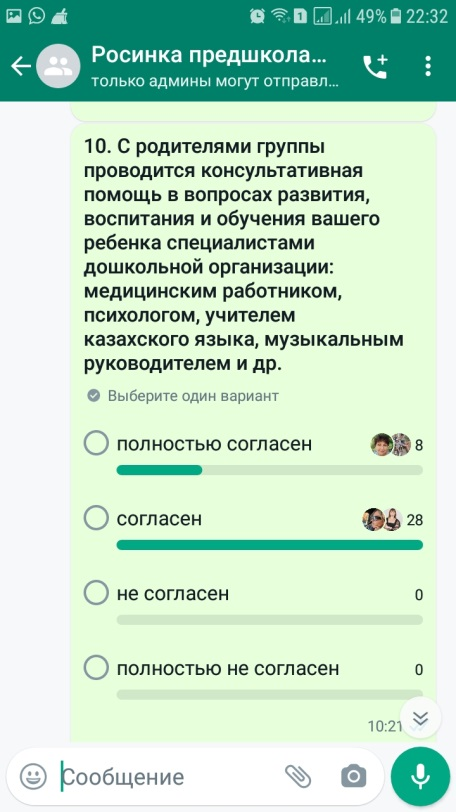 49% 22:32
Росинка предшкола...
только админы могут отправл...
10. С родителями группы
проводится консультативная
помощь в вопросах развития,
воспитания и обучения вашего
ребенка специалистами
дошкольной организации:
медицинским работником,
психологом, учителем
казахского языка, музыкальным
руководителем и др.
Выберите один вариант
полностью согласен 8
согласен 28
не согласен 0
полностью не согласен 0
10:21
Сообщение